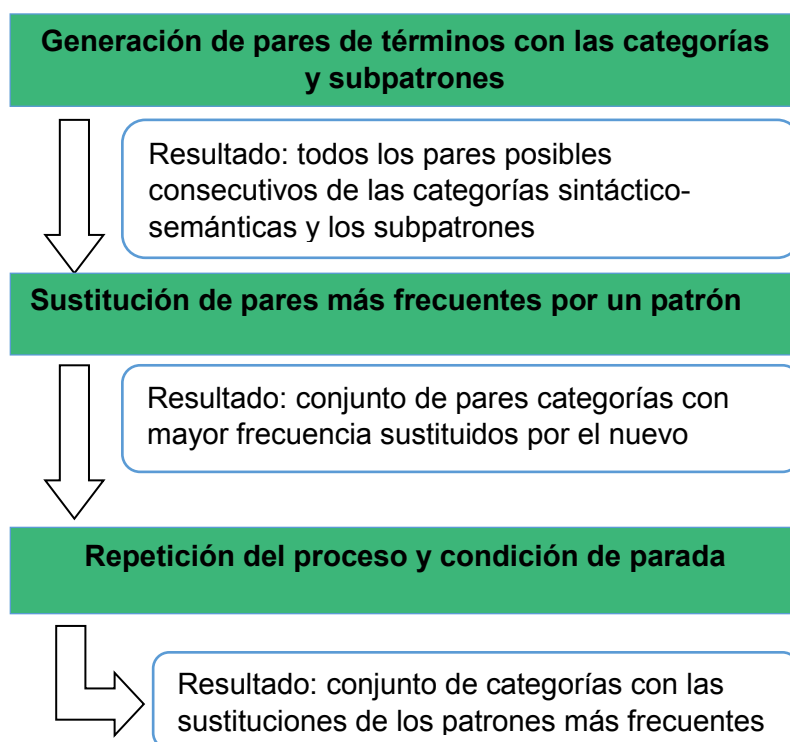 Generación de pares de términos con las categorías
y subpatrones
Resultado: todos los pares posibles
consecutivos de las categorías sintáctico-
semánticas y los subpatrones
Sustitución de pares más frecuentes por un patrón
Resultado: conjunto de pares categorías con
mayor frecuencia sustituidos por el nuevo
Repetición del proceso y condición de parada
Resultado: conjunto de categorías con las
sustituciones de los patrones más frecuentes